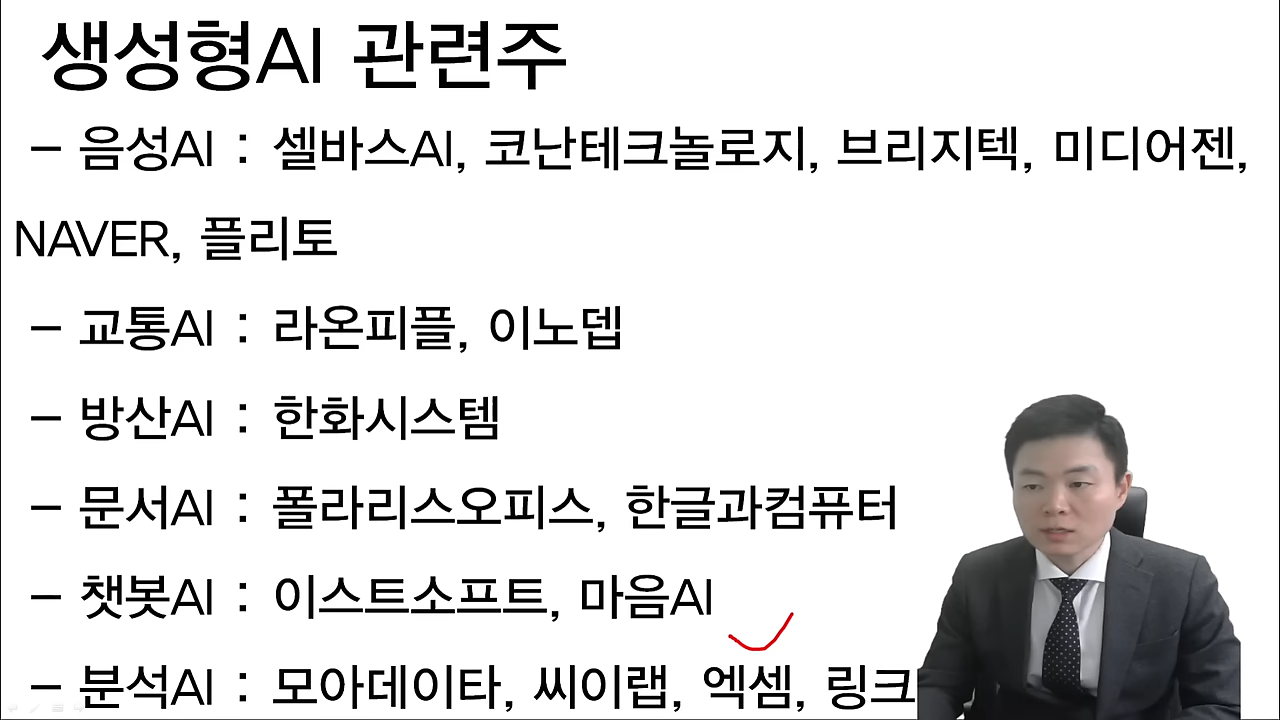 생성형AI 관련주
- 음성AI : 셀바스AI, 코난테크놀로지, 브리지텍, 미디어젠,
NAVER, 플리토
- 교통AI : 라온피플, 이노뎁
- 방산AI : 한화시스템
- 문서AI : 폴라리스오피스, 한글과컴퓨터
- 챗봇AI : 이스트소프트, 마음AI
- 분석AI : 모아데이타, 씨이랩, 엑셈, 링크